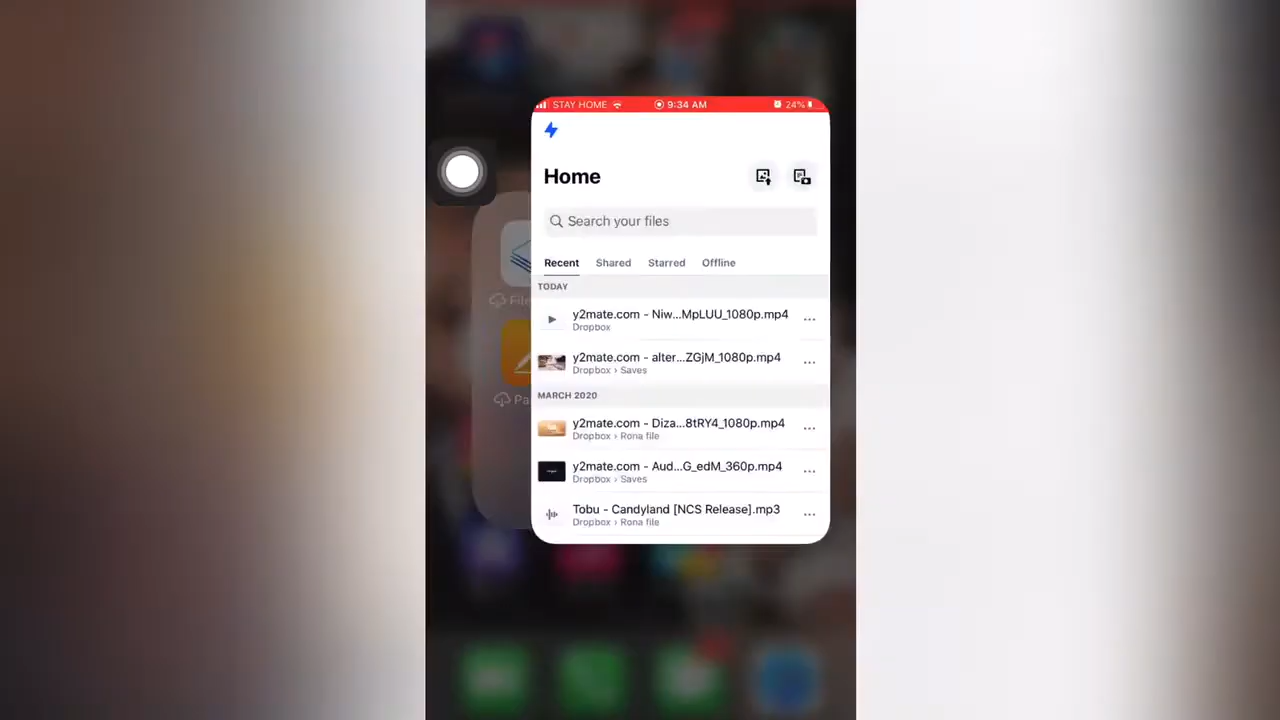 STAY HOME 9:34 AM 24%
Home
Search your files
Recent Shared Starred Offline
TODAY
y2mate.com - Niw...MpLUU_1080p.mp4
Dropbox
y2mate.com - alter...ZGjM_1080p.mp4
Dropbox › Saves
MARCH 2020
y2mate.com - Diza...8tRY4_1080p.mp4
Dropbox › Rona file
y2mate.com - Aud...G_edM_360p.mp4
Dropbox › Saves
Tobu - Candyland [NCS Release].mp3
Dropbox › Rona file
File
Pa